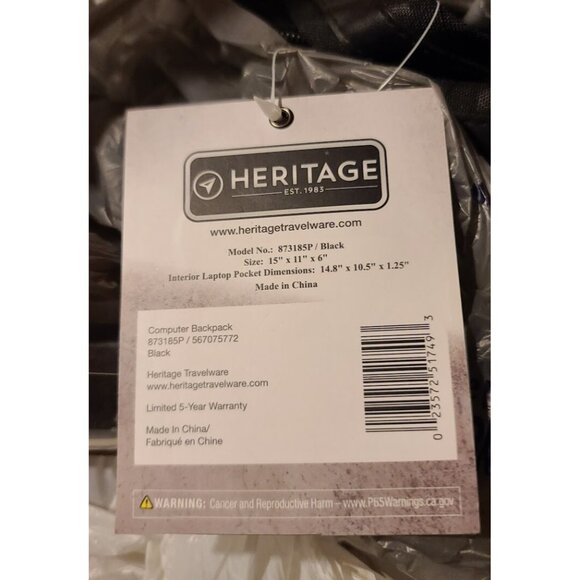 HERITAGE
EST. 1983
www.heritagetravelware.com
Model No.: 873185P / Black
Size: 15" x 11" x 6"
Interior Laptop Pocket Dimensions: 14.8" x 10.5" x 1.25"
Made in China
Computer Backpack
873185P / 567075772
Black
Heritage Travelware
www.heritagetravelware.com
Limited 5-Year Warranty
Made In China/
Fabriqué en Chine
0 23572 51749 3
WARNING: Cancer and Reproductive Harm – www.P65Warnings.ca.gov